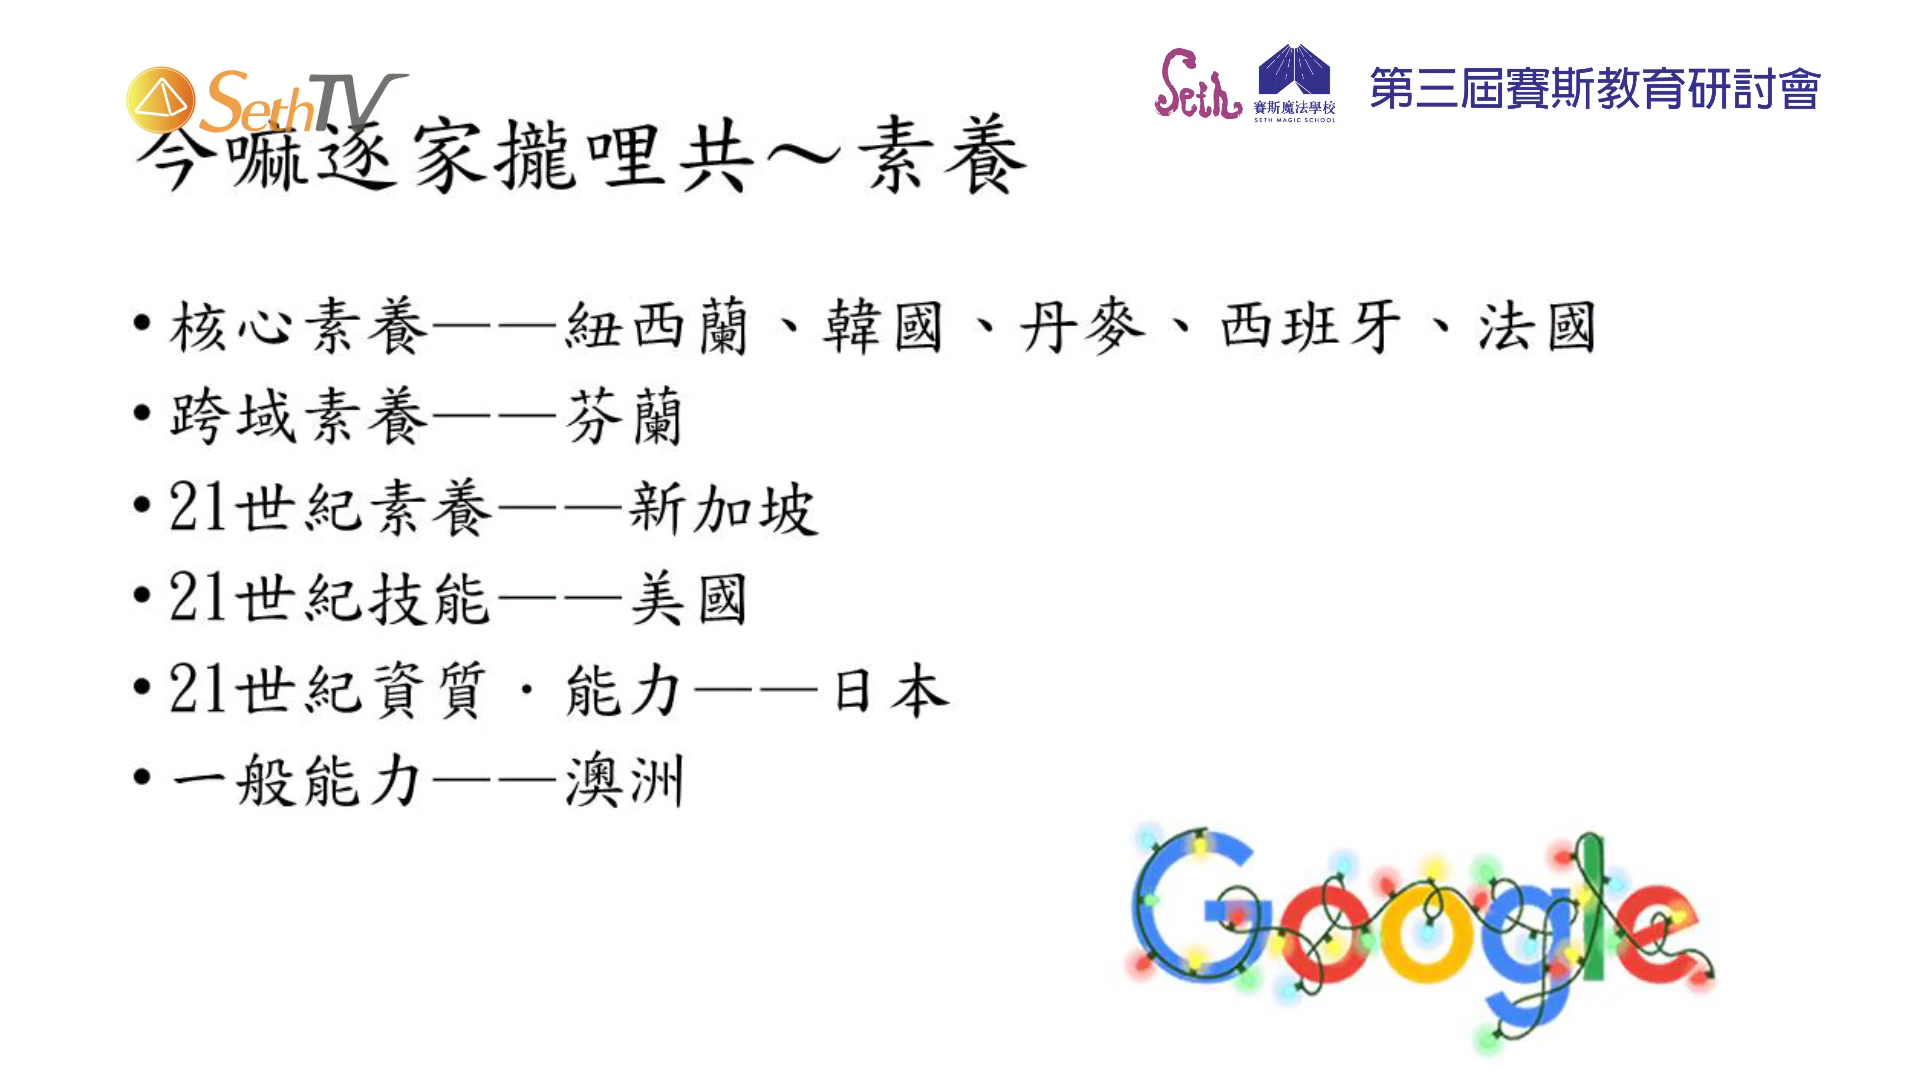 SethTV
Seth
賽斯魔法學校
SETH MAGIC SCHOOL
第三屆賽斯教育研討會
今嘛逐家攏哩共～素養
• 核心素養——紐西蘭、韓國、丹麥、西班牙、法國
• 跨域素養——芬蘭
• 21世紀素養——新加坡
• 21世紀技能——美國
• 21世紀資質．能力——日本
• 一般能力——澳洲
Google